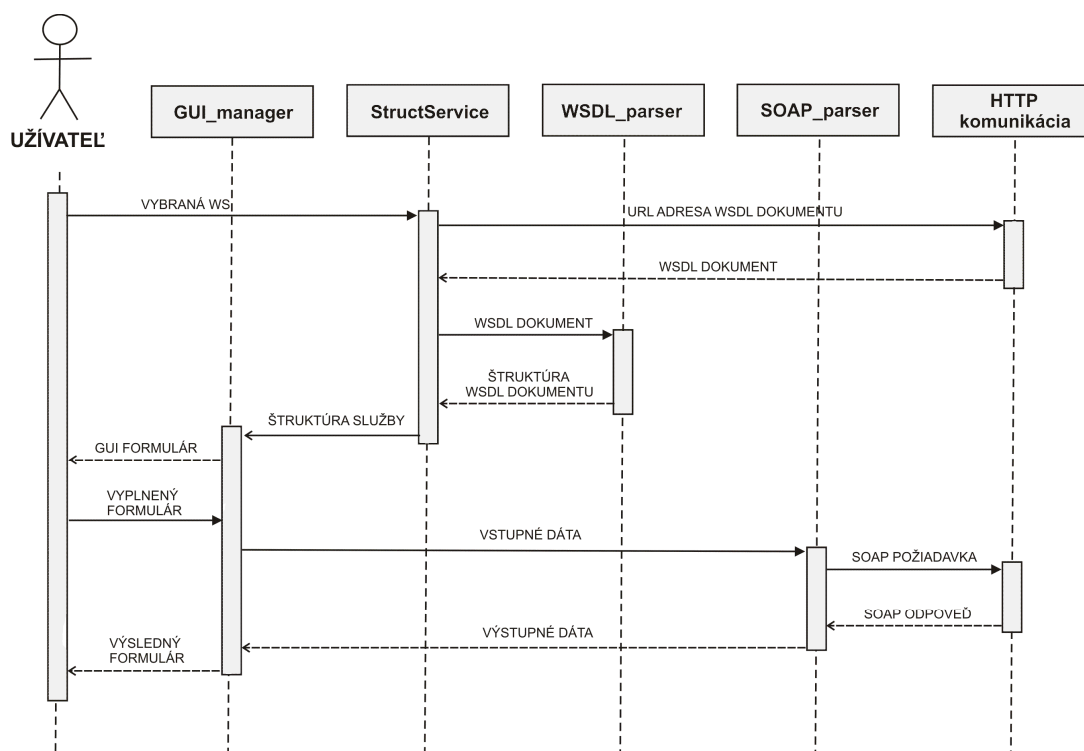 UŽÍVATEĽ
GUI_manager
StructService
WSDL_parser
SOAP_parser
HTTP
komunikácia
VYBRANÁ WS
URL ADRESA WSDL DOKUMENTU
WSDL DOKUMENT
WSDL DOKUMENT
ŠTRUKTÚRA
WSDL DOKUMENTU
ŠTRUKTÚRA SLUŽBY
GUI FORMULÁR
VYPLNENÝ
FORMULÁR
VSTUPNÉ DÁTA
SOAP POŽIADAVKA
SOAP ODPOVEĎ
VÝSTUPNÉ DÁTA
VÝSLEDNÝ
FORMULÁR